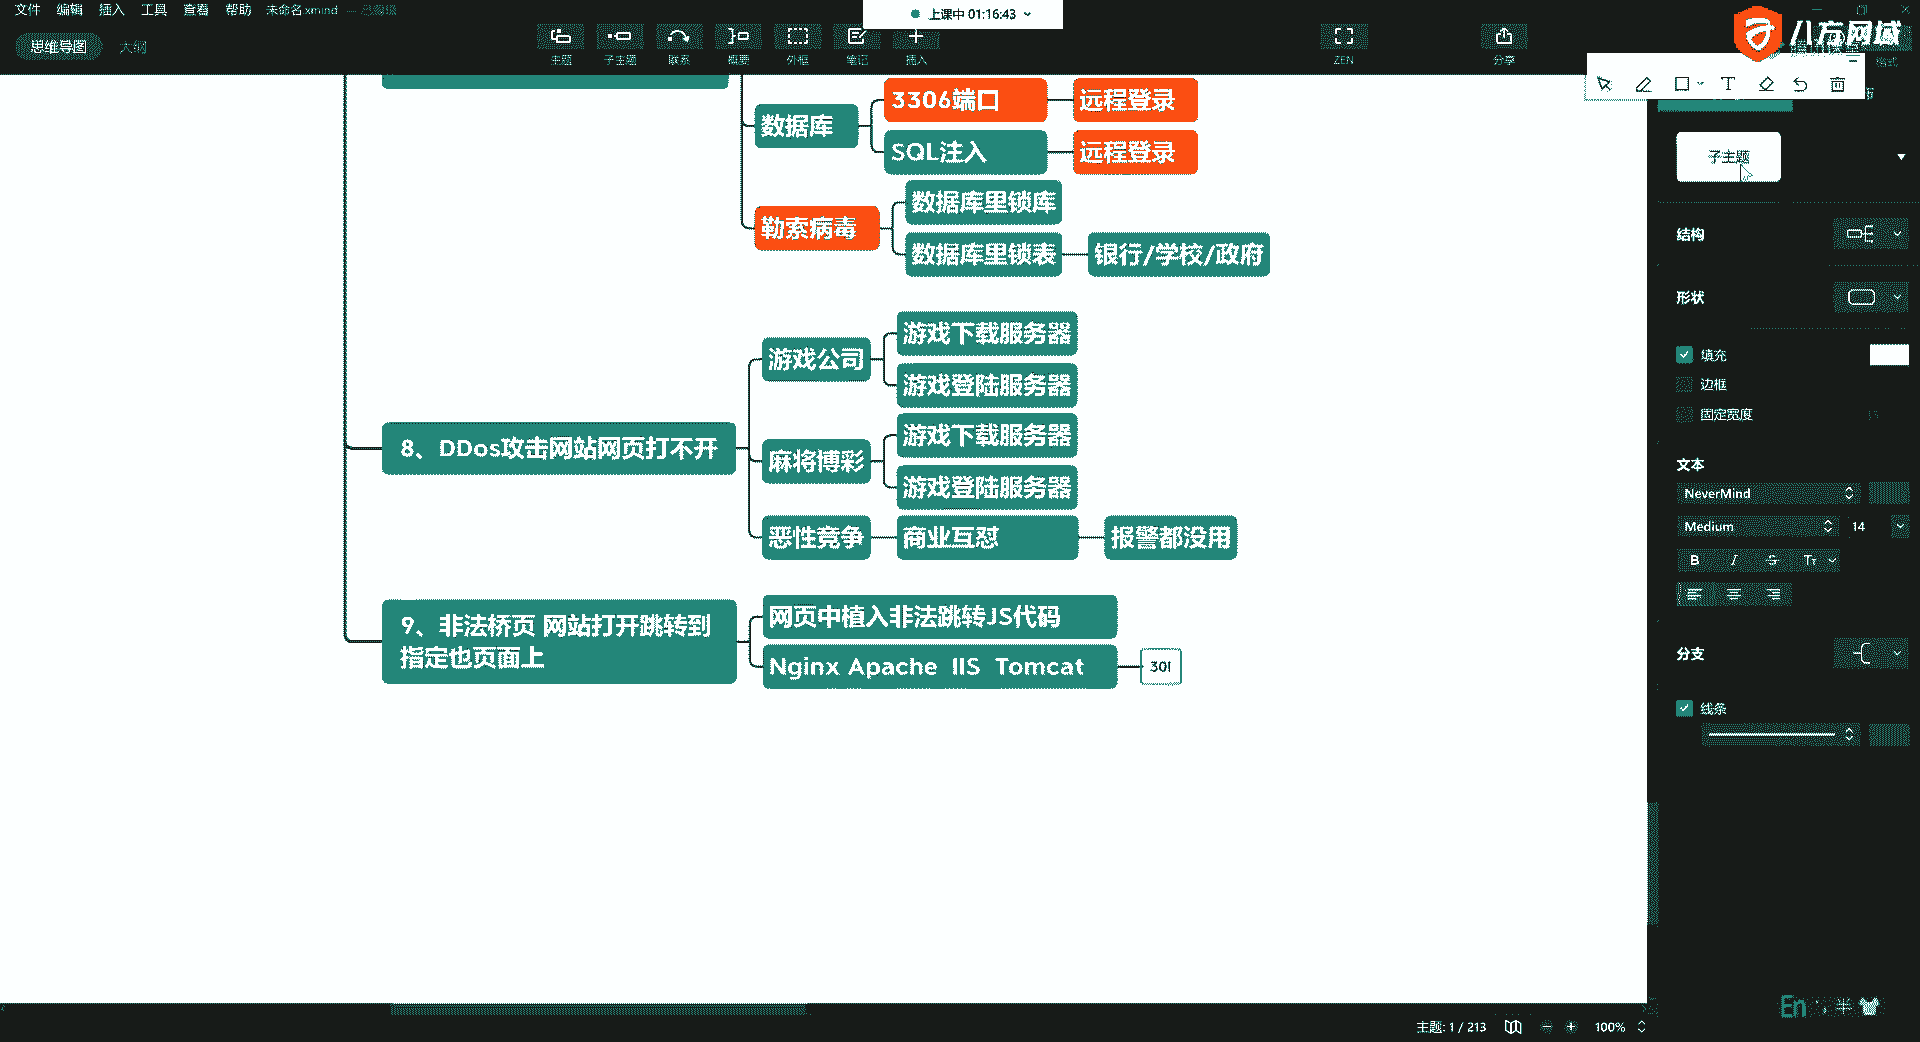 文件 编辑 插入 工具 查看 帮助 未命名.xmind
上课中 01:16:43
八方网域
思维导图 大纲
主题 子主题 联系 概要 外框 笔记 插入 ZEN 分享 格式
数据库
3306端口 远程登录
SQL注入 远程登录
勒索病毒
数据库里锁库
数据库里锁表 银行/学校/政府
8、DDos攻击网站网页打不开
游戏公司
游戏下载服务器
游戏登陆服务器
麻将博彩
游戏下载服务器
游戏登陆服务器
恶性竞争 商业互怼 报警都没用
9、非法桥页 网站打开跳转到
指定也页面上
网页中植入非法跳转JS代码
Nginx Apache IIS Tomcat 301
子主题
结构
形状
填充
边框
固定宽度
文本
NeverMind
Medium 14
B I S Tт
分支
线条
En 半
主题: 1 / 213 100%